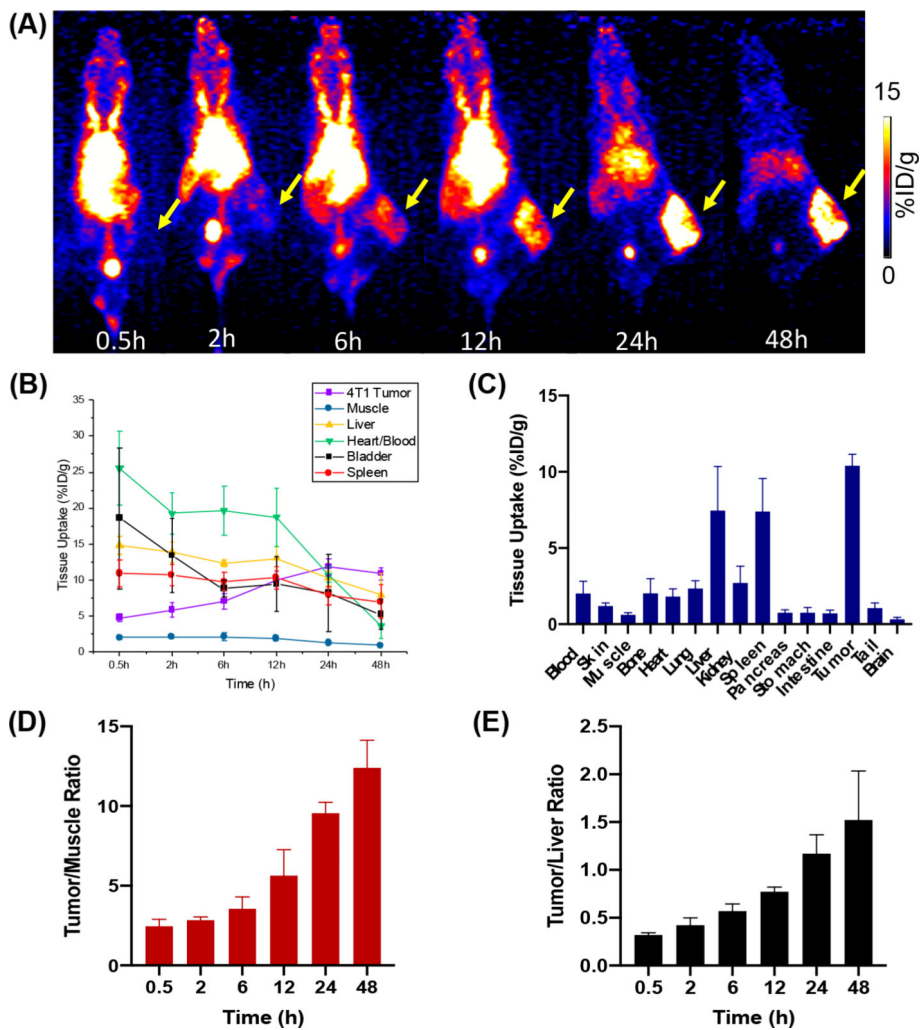 (A)
15
%ID/g
0
0.5h 2h 6h 12h 24h 48h
(B)
4T1 Tumor
Muscle
Liver
Heart/Blood
Bladder
Spleen
Tissue Uptake (%ID/g)
35
30
25
20
15
10
5
0
0.5h 2h 6h 12h 24h 48h
Time (h)
(C)
Tissue Uptake (%ID/g)
15
10
5
0
Blood
Skin
Muscle
Bone
Heart
Lung
Liver
Kidney
Spleen
Pancreas
Stomach
Intestine
Tumor
Tail
Brain
(D)
Tumor/Muscle Ratio
15
10
5
0
0.5 2 6 12 24 48
Time (h)
(E)
Tumor/Liver Ratio
2.5
2.0
1.5
1.0
0.5
0.0
0.5 2 6 12 24 48
Time (h)